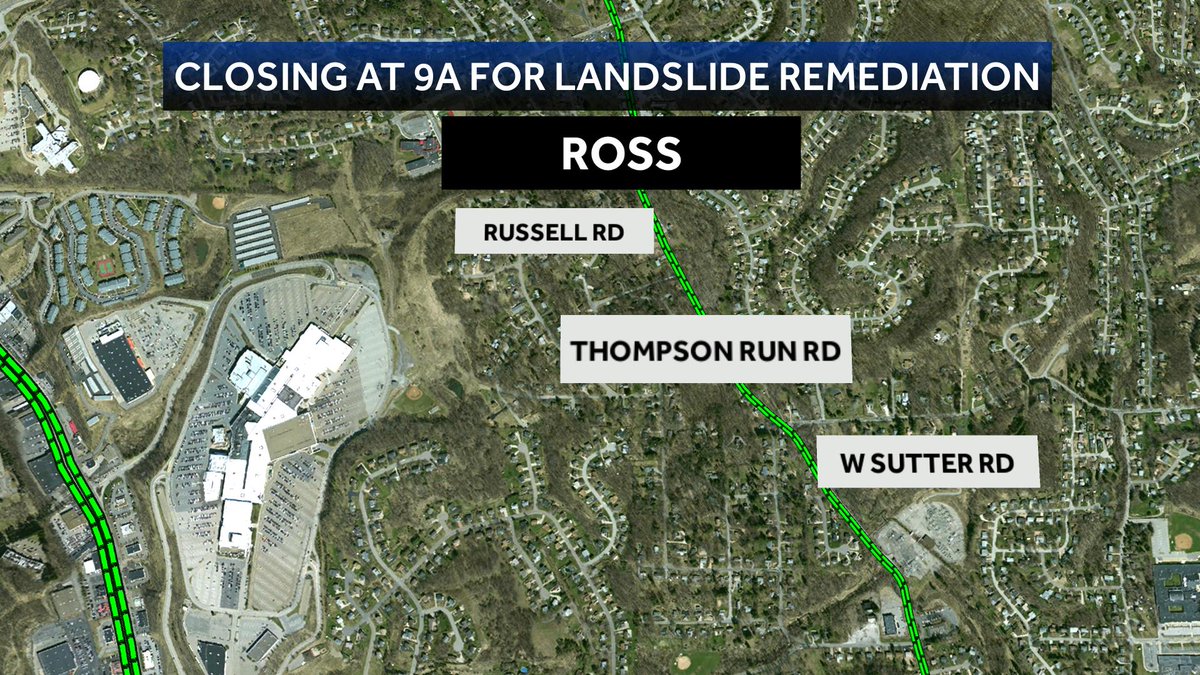 CLOSING AT 9A FOR LANDSLIDE REMEDIATION
ROSS
RUSSELL RD
THOMPSON RUN RD
W SUTTER RD